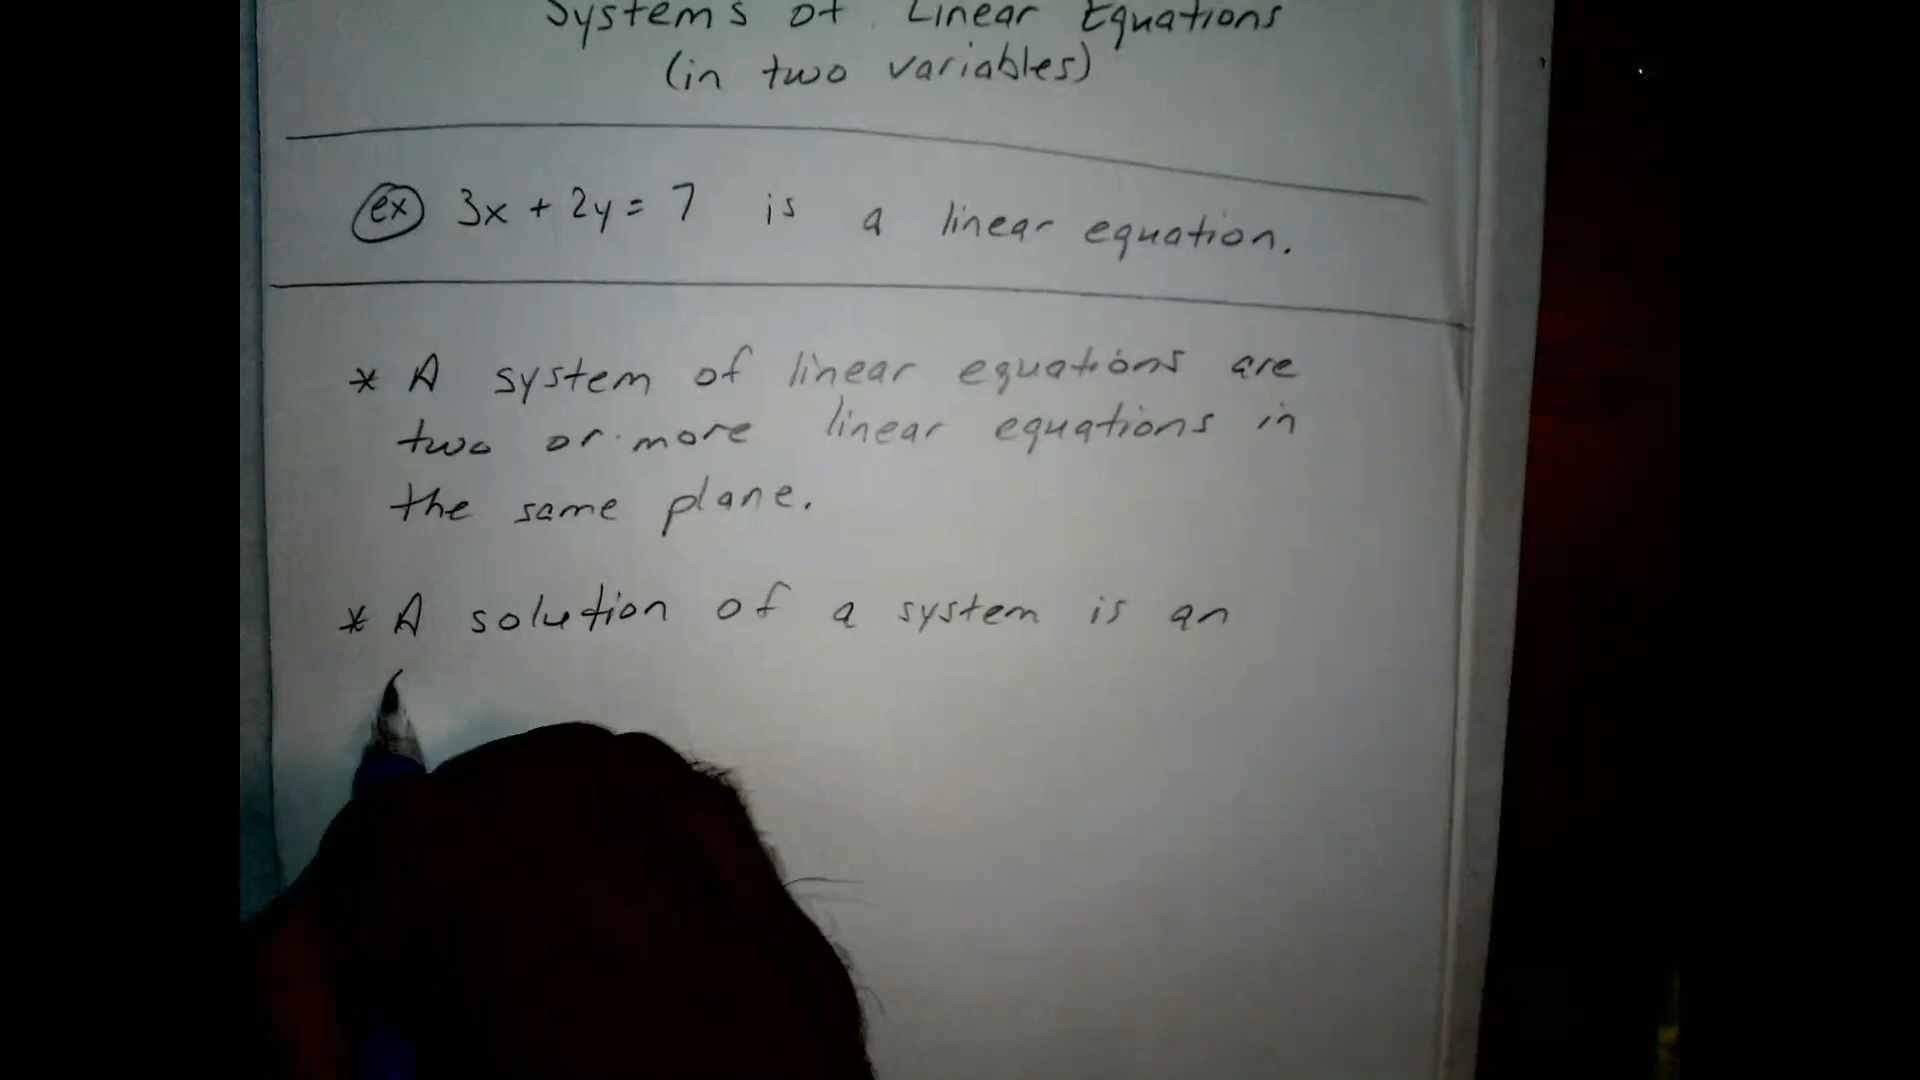 Systems of Linear Equations
(in two variables)
ex 3x + 2y = 7 is a linear equation.
* A system of linear equations are
two or more linear equations in
the same plane.
* A solution of a system is an